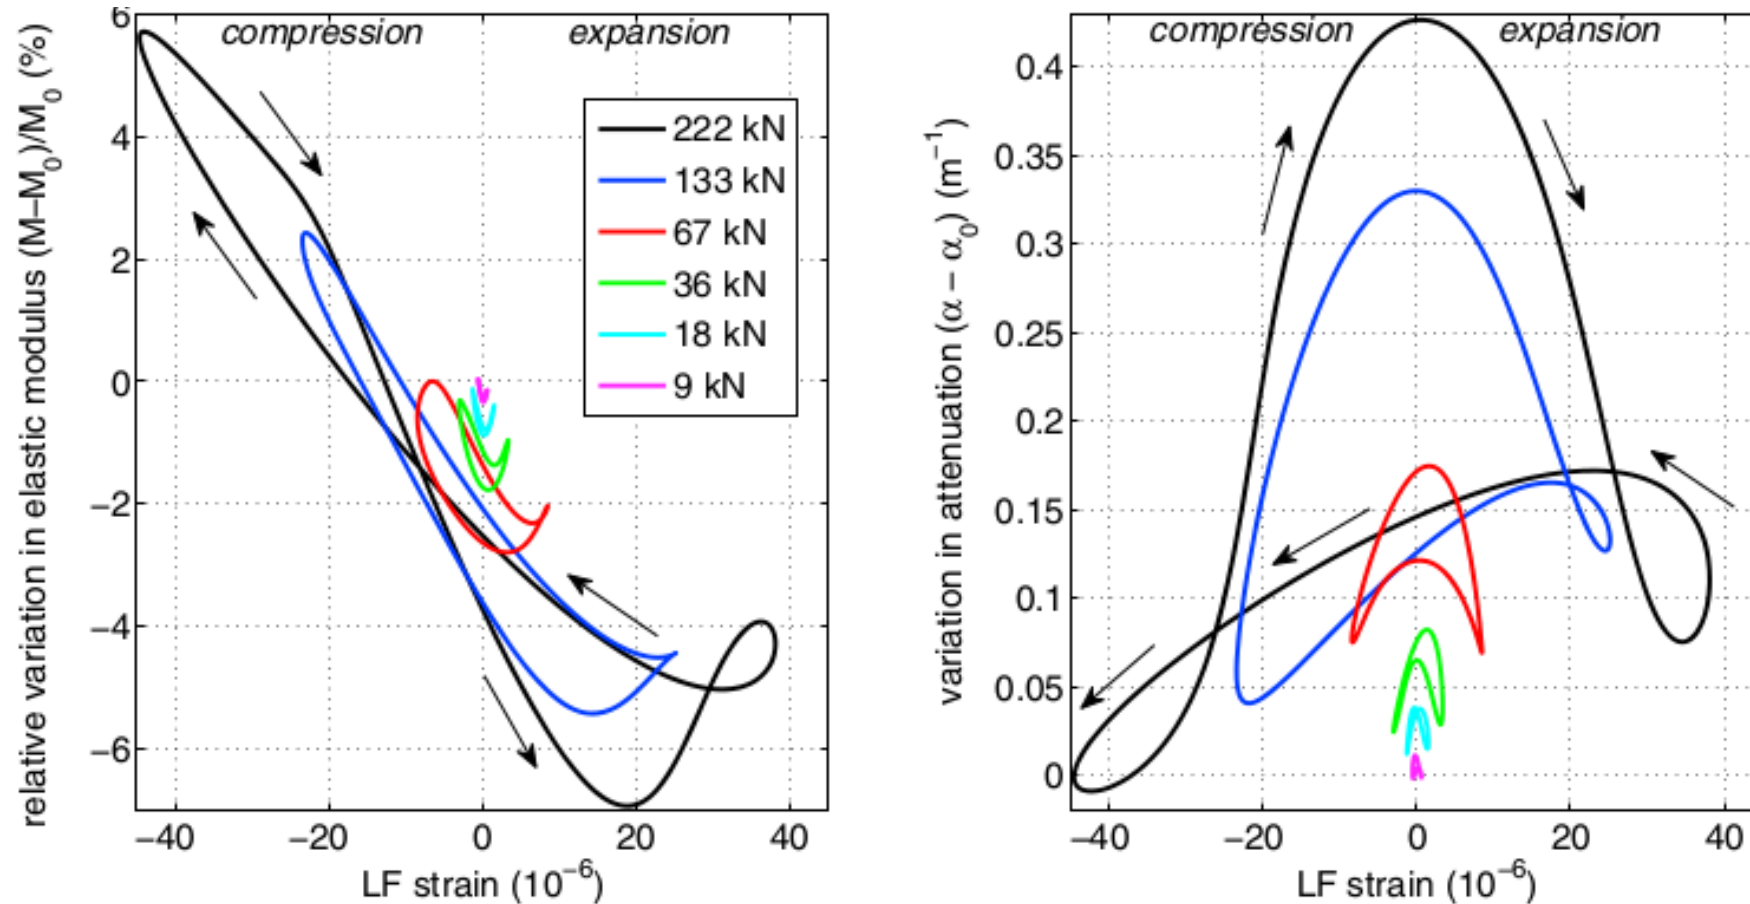 relative variation in elastic modulus (M–M₀)/M₀ (%)
compression
expansion
6
4
2
0
−2
−4
−6
222 kN
133 kN
67 kN
36 kN
18 kN
9 kN
−40
−20
0
20
40
LF strain (10⁻⁶)
variation in attenuation (α – α₀) (m⁻¹)
compression
expansion
0.4
0.35
0.3
0.25
0.2
0.15
0.1
0.05
0
−40
−20
0
20
40
LF strain (10⁻⁶)